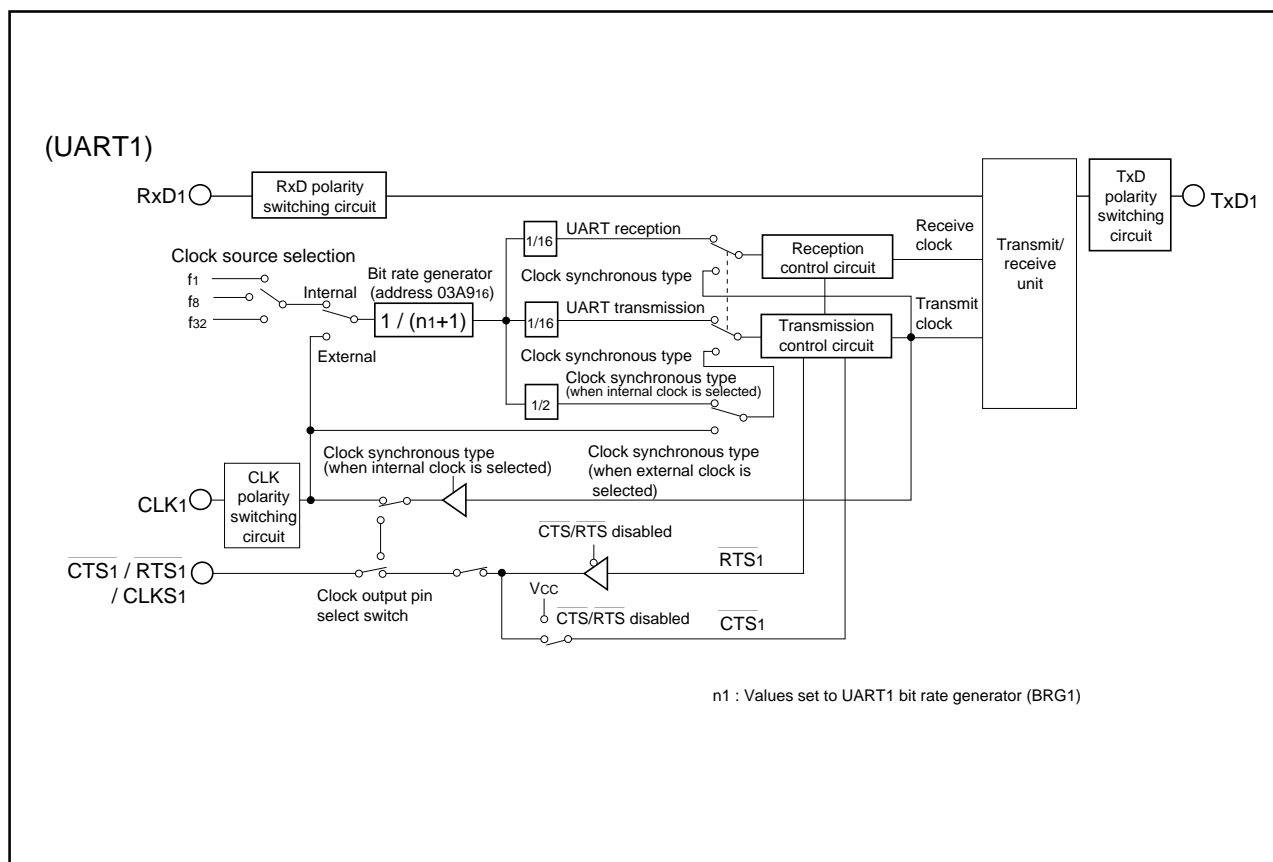 (UART1)
RxD1
RxD polarity
switching circuit
TxD
polarity
switching
circuit
TxD1
Clock source selection
f1
f8
f32
Internal
External
Bit rate generator
(address 03A916)
1 / (n1+1)
1/16
UART reception
Clock synchronous type
Reception
control circuit
Receive
clock
Transmit/
receive
unit
1/16
UART transmission
Clock synchronous type
Transmission
control circuit
Transmit
clock
1/2
Clock synchronous type
(when internal clock is selected)
Clock synchronous type
(when internal clock is selected)
Clock synchronous type
(when external clock is
selected)
CLK1
CLK
polarity
switching
circuit
CTS1 / RTS1
/ CLKS1
Clock output pin
select switch
CTS/RTS disabled
RTS1
VCC
CTS/RTS disabled
CTS1
n1 : Values set to UART1 bit rate generator (BRG1)